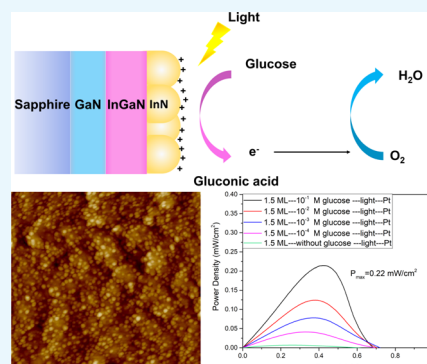 Light
Glucose
H₂O
Sapphire GaN InGaN InN
+
+
+
+
+
+
+
+
+
e⁻
O₂
Gluconic acid
1.5 ML---10⁻¹ M glucose ---light---Pt
1.5 ML---10⁻² M glucose ---light---Pt
1.5 ML---10⁻³ M glucose ---light---Pt
1.5 ML---10⁻⁴ M glucose ---light---Pt
1.5 ML---without glucose ---light---Pt
Pmax=0.22 mW/cm²
Power Density (mW/cm²)
0.40
0.35
0.30
0.25
0.20
0.15
0.10
0.05
0.00
0.0 0.2 0.4 0.6 0.8